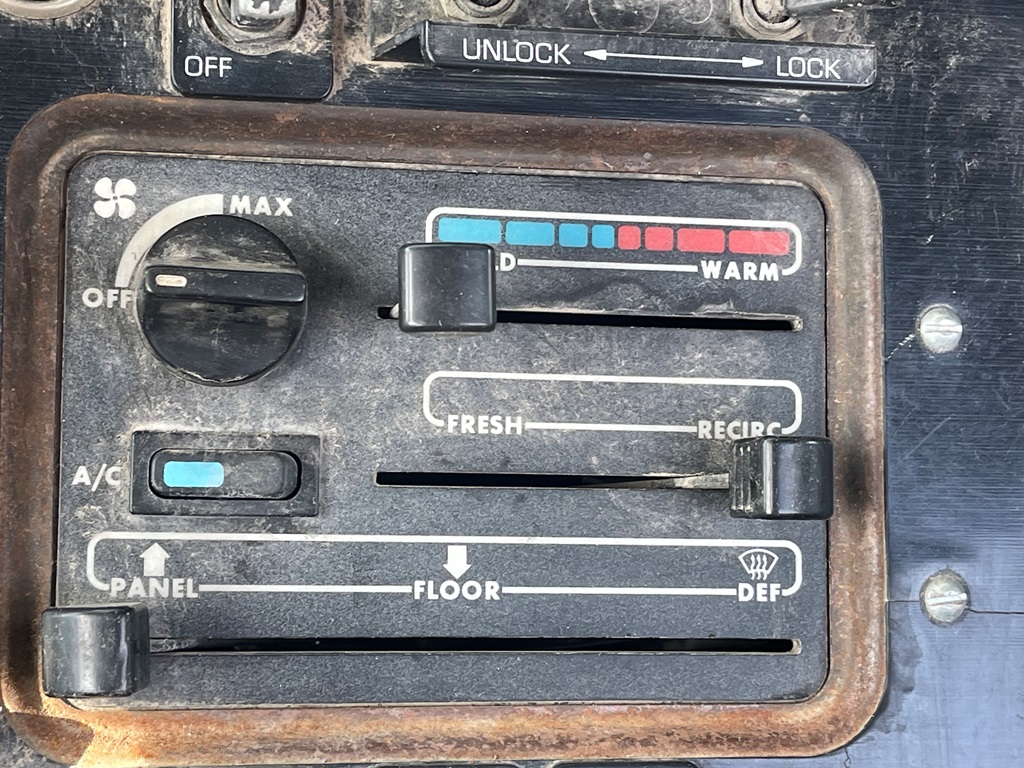 OFF
UNLOCK LOCK
MAX
OFF
WARM
FRESH RECIRC
A/C
PANEL FLOOR DEF